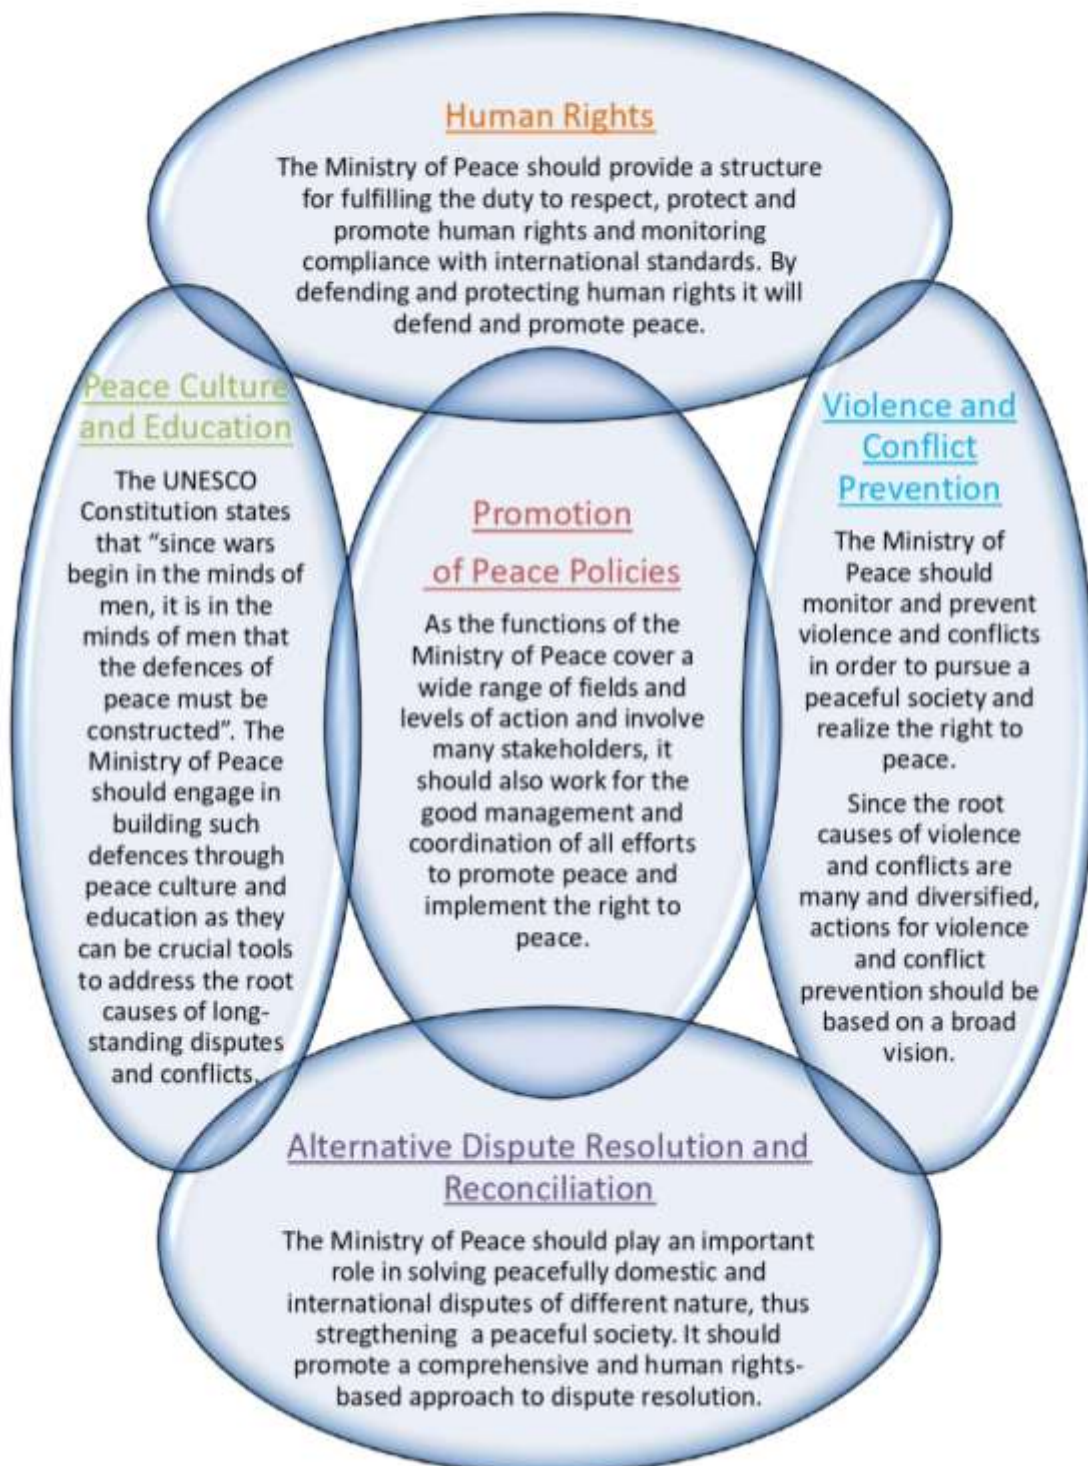 Human Rights
The Ministry of Peace should provide a structure
for fulfilling the duty to respect, protect and
promote human rights and monitoring
compliance with international standards. By
defending and protecting human rights it will
defend and promote peace.
Peace Culture
and Education
The UNESCO
Constitution states
that “since wars
begin in the minds of
men, it is in the
minds of men that
the defences of
peace must be
constructed”. The
Ministry of Peace
should engage in
building such
defences through
peace culture and
education as they
can be crucial tools
to address the root
causes of long-
standing disputes
and conflicts.
Promotion
of Peace Policies
As the functions of the
Ministry of Peace cover a
wide range of fields and
levels of action and involve
many stakeholders, it
should also work for the
good management and
coordination of all efforts
to promote peace and
implement the right to
peace.
Violence and
Conflict
Prevention
The Ministry of
Peace should
monitor and prevent
violence and conflicts
in order to pursue a
peaceful society and
realize the right to
peace.
Since the root
causes of violence
and conflicts are
many and diversified,
actions for violence
and conflict
prevention should be
based on a broad
vision.
Alternative Dispute Resolution and
Reconciliation
The Ministry of Peace should play an important
role in solving peacefully domestic and
international disputes of different nature, thus
stregthening  a peaceful society. It should
promote a comprehensive and human rights-
based approach to dispute resolution.